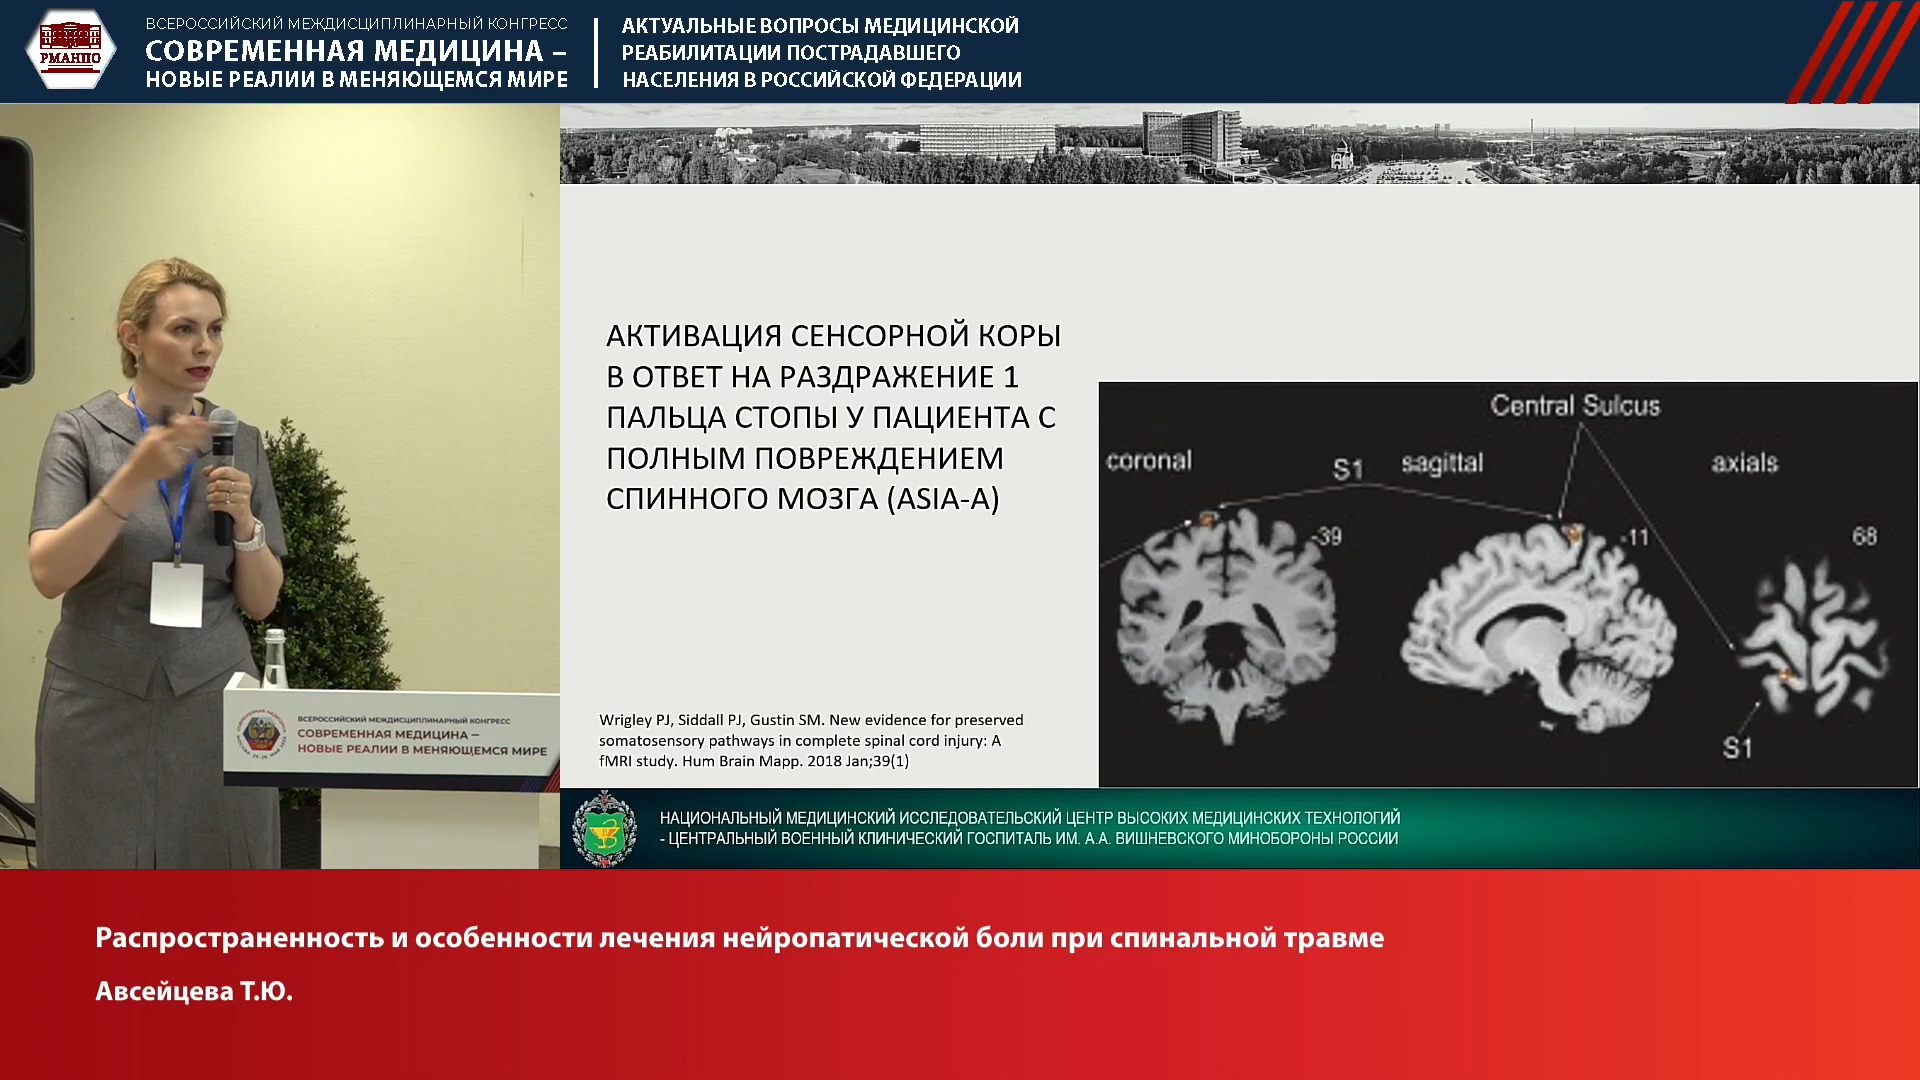 РМАНПО
ВСЕРОССИЙСКИЙ МЕЖДИСЦИПЛИНАРНЫЙ КОНГРЕСС
СОВРЕМЕННАЯ МЕДИЦИНА –
НОВЫЕ РЕАЛИИ В МЕНЯЮЩЕМСЯ МИРЕ
АКТУАЛЬНЫЕ ВОПРОСЫ МЕДИЦИНСКОЙ
РЕАБИЛИТАЦИИ ПОСТРАДАВШЕГО
НАСЕЛЕНИЯ В РОССИЙСКОЙ ФЕДЕРАЦИИ
АКТИВАЦИЯ СЕНСОРНОЙ КОРЫ
В ОТВЕТ НА РАЗДРАЖЕНИЕ 1
ПАЛЬЦА СТОПЫ У ПАЦИЕНТА С
ПОЛНЫМ ПОВРЕЖДЕНИЕМ
СПИННОГО МОЗГА (ASIA-A)
Central Sulcus
coronal
S1
sagittal
axials
-39
-11
68
S1
Wrigley PJ, Siddall PJ, Gustin SM. New evidence for preserved
somatosensory pathways in complete spinal cord injury: A
fMRI study. Hum Brain Mapp. 2018 Jan;39(1)
ВСЕРОССИЙСКИЙ МЕЖДИСЦИПЛИНАРНЫЙ КОНГРЕСС
СОВРЕМЕННАЯ МЕДИЦИНА –
НОВЫЕ РЕАЛИИ В МЕНЯЮЩЕМСЯ МИРЕ
НАЦИОНАЛЬНЫЙ МЕДИЦИНСКИЙ ИССЛЕДОВАТЕЛЬСКИЙ ЦЕНТР ВЫСОКИХ МЕДИЦИНСКИХ ТЕХНОЛОГИЙ
- ЦЕНТРАЛЬНЫЙ ВОЕННЫЙ КЛИНИЧЕСКИЙ ГОСПИТАЛЬ ИМ. А.А. ВИШНЕВСКОГО МИНОБОРОНЫ РОССИИ
Распространенность и особенности лечения нейропатической боли при спинальной травме
Авсейцева Т.Ю.